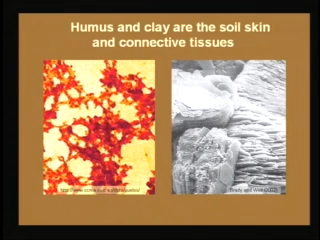 Humus and clay are the soil skin
and connective tissues